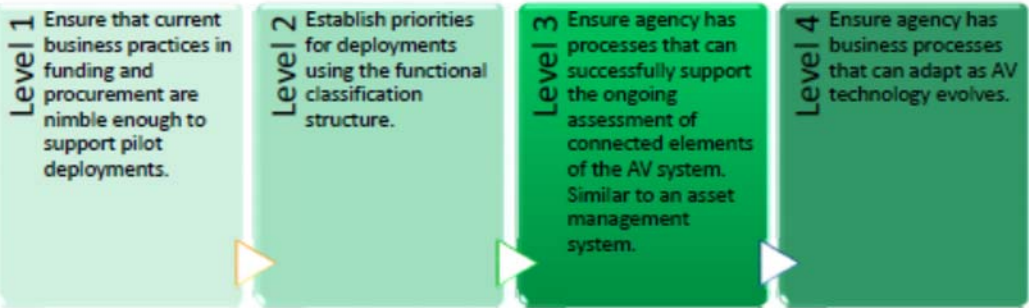 Level 1
Ensure that current
business practices in
funding and
procurement are
nimble enough to
support pilot
deployments.
Level 2
Establish priorities
for deployments
using the functional
classification
structure.
Level 3
Ensure agency has
processes that can
successfully support
the ongoing
assessment of
connected elements
of the AV system.
Similar to an asset
management
system.
Level 4
Ensure agency has
business processes
that can adapt as AV
technology evolves.